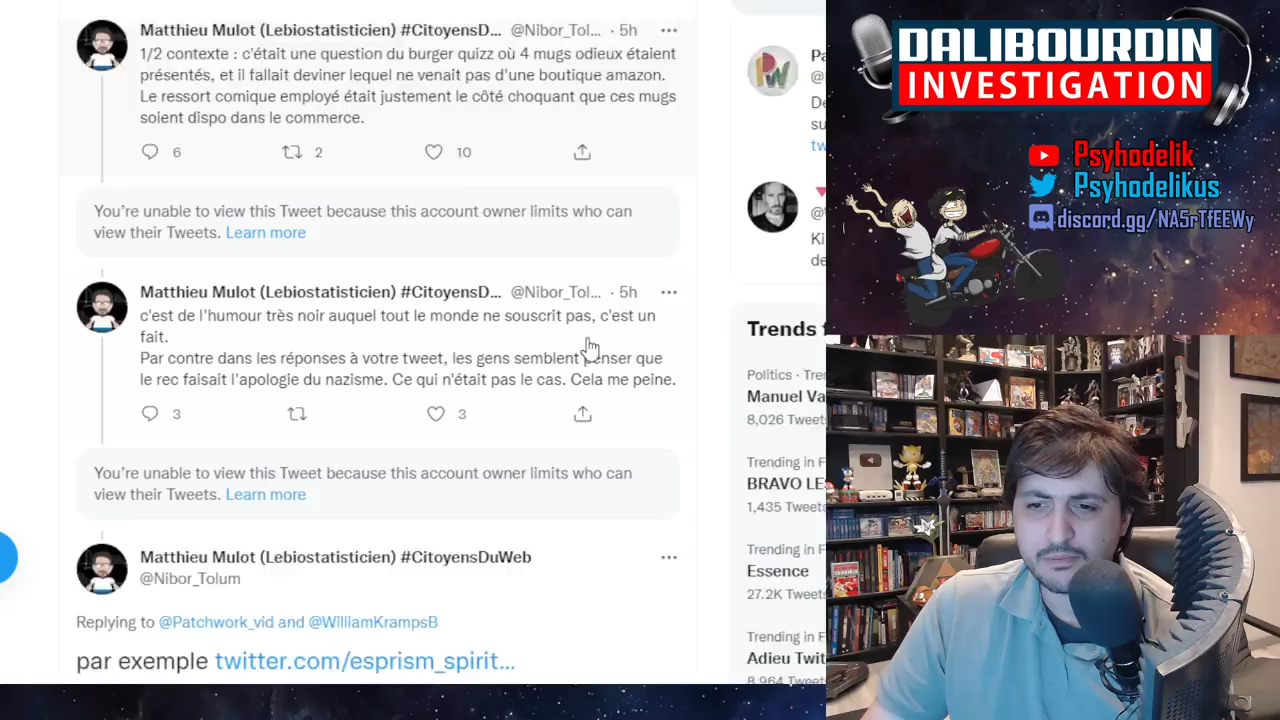 Matthieu Mulot (Lebiostatisticien) #CitoyensD... @Nibor_Tol... · 5h
1/2 contexte : c'était une question du burger quizz où 4 mugs odieux étaient
présentés, et il fallait deviner lequel ne venait pas d'une boutique amazon.
Le ressort comique employé était justement le côté choquant que ces mugs
soient dispo dans le commerce.
6 2 10
You're unable to view this Tweet because this account owner limits who can
view their Tweets. Learn more
Matthieu Mulot (Lebiostatisticien) #CitoyensD... @Nibor_Tol... · 5h
c'est de l'humour très noir auquel tout le monde ne souscrit pas, c'est un
fait.
Par contre dans les réponses à votre tweet, les gens semblent penser que
le rec faisait l'apologie du nazisme. Ce qui n'était pas le cas. Cela me peine.
3 3
You're unable to view this Tweet because this account owner limits who can
view their Tweets. Learn more
Matthieu Mulot (Lebiostatisticien) #CitoyensDuWeb
@Nibor_Tolum
Replying to @Patchwork_vid and @WilliamKrampsB
par exemple twitter.com/esprism_spirit...
Pa
@
De
su
tw
@
Ki
de
Trends f
Politics · Tren
Manuel Va
8,026 Tweets
Trending in F
BRAVO LE
1,435 Tweets
Trending in F
Essence
27.2K Tweets
Trending in F
Adieu Twit
8,964 Tweets
DALIBOURDIN
INVESTIGATION
Psyhodelik
Psyhodelikus
discord.gg/NA5rTfEEWy